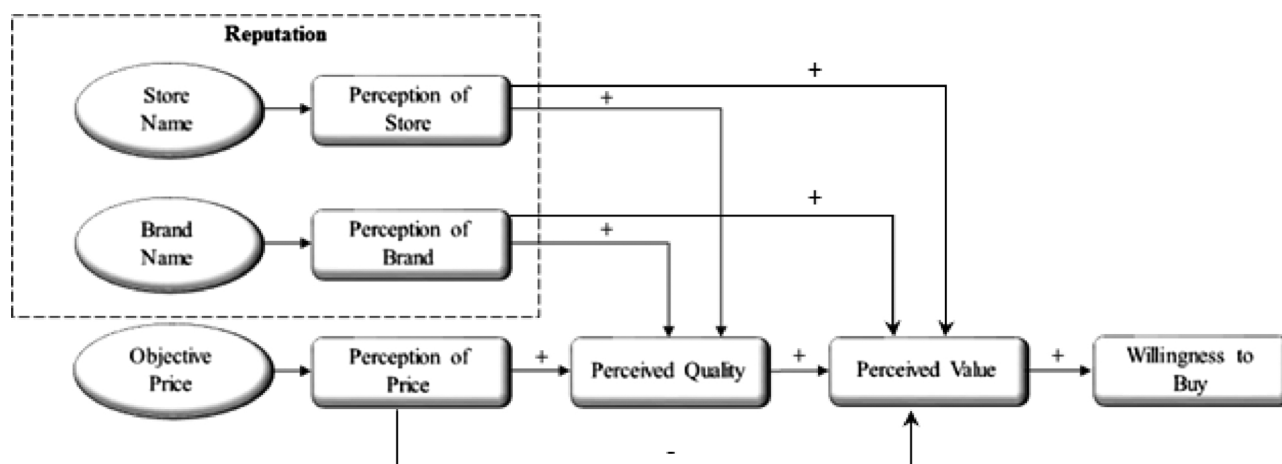 Reputation
Store
Name
Perception of
Store
+
+
Brand
Name
Perception of
Brand
+
+
Objective
Price
Perception of
Price
+
Perceived Quality
+
Perceived Value
+
Willingness to
Buy
-